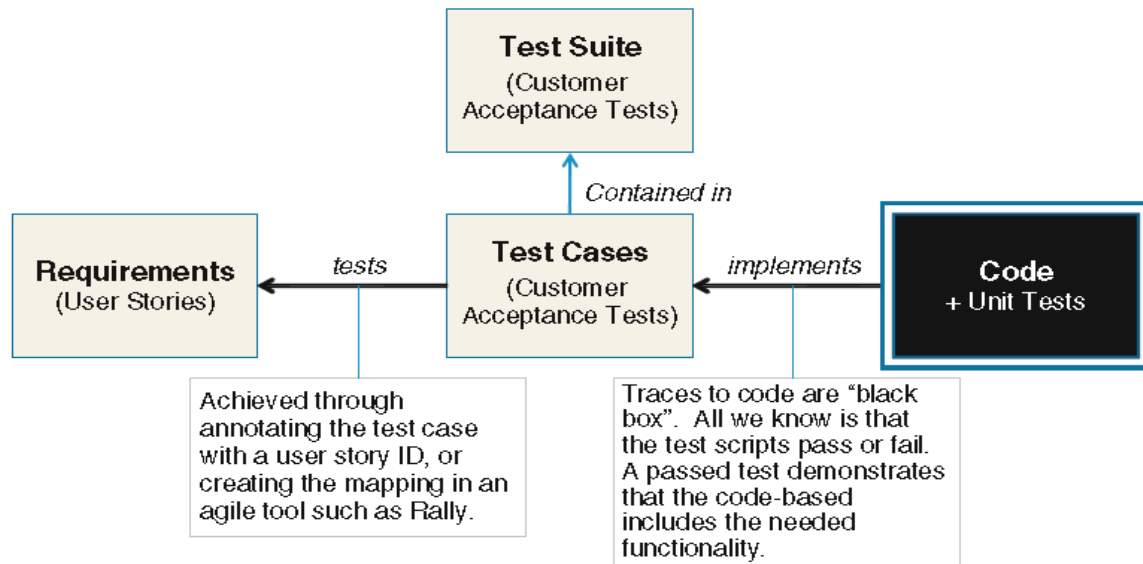 Test Suite
(Customer
Acceptance Tests)
Contained in
Requirements
(User Stories)
tests
Test Cases
(Customer
Acceptance Tests)
implements
Code
+ Unit Tests
Achieved through
annotating the test case
with a user story ID, or
creating the mapping in an
agile tool such as Rally.
Traces to code are “black
box”.  All we know is that
the test scripts pass or fail.
A passed test demonstrates
that the code-based
includes the needed
functionality.